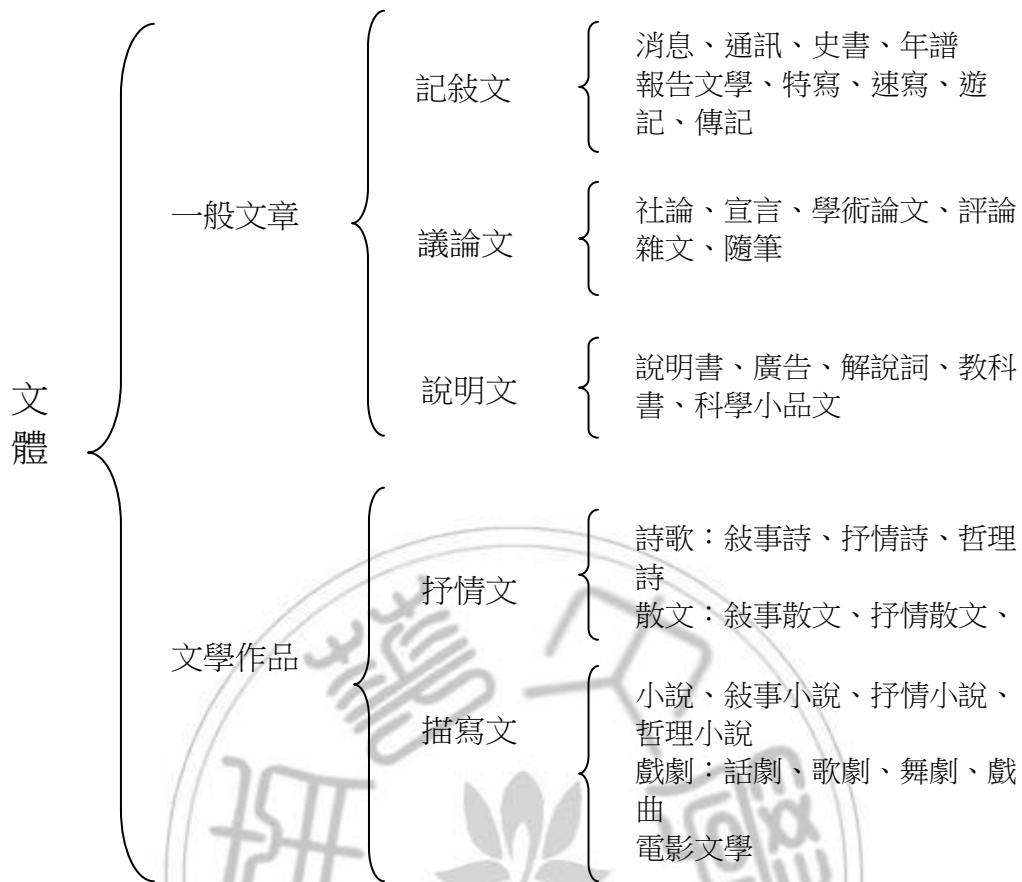 文體
一般文章
記敍文
消息、通訊、史書、年譜
報告文學、特寫、速寫、遊
記、傳記
議論文
社論、宣言、學術論文、評論
雜文、隨筆
說明文
說明書、廣告、解說詞、教科
書、科學小品文
文學作品
抒情文
詩歌：敍事詩、抒情詩、哲理
詩
散文：敍事散文、抒情散文、
描寫文
小說、敍事小說、抒情小說、
哲理小說
戲劇：話劇、歌劇、舞劇、戲
曲
電影文學